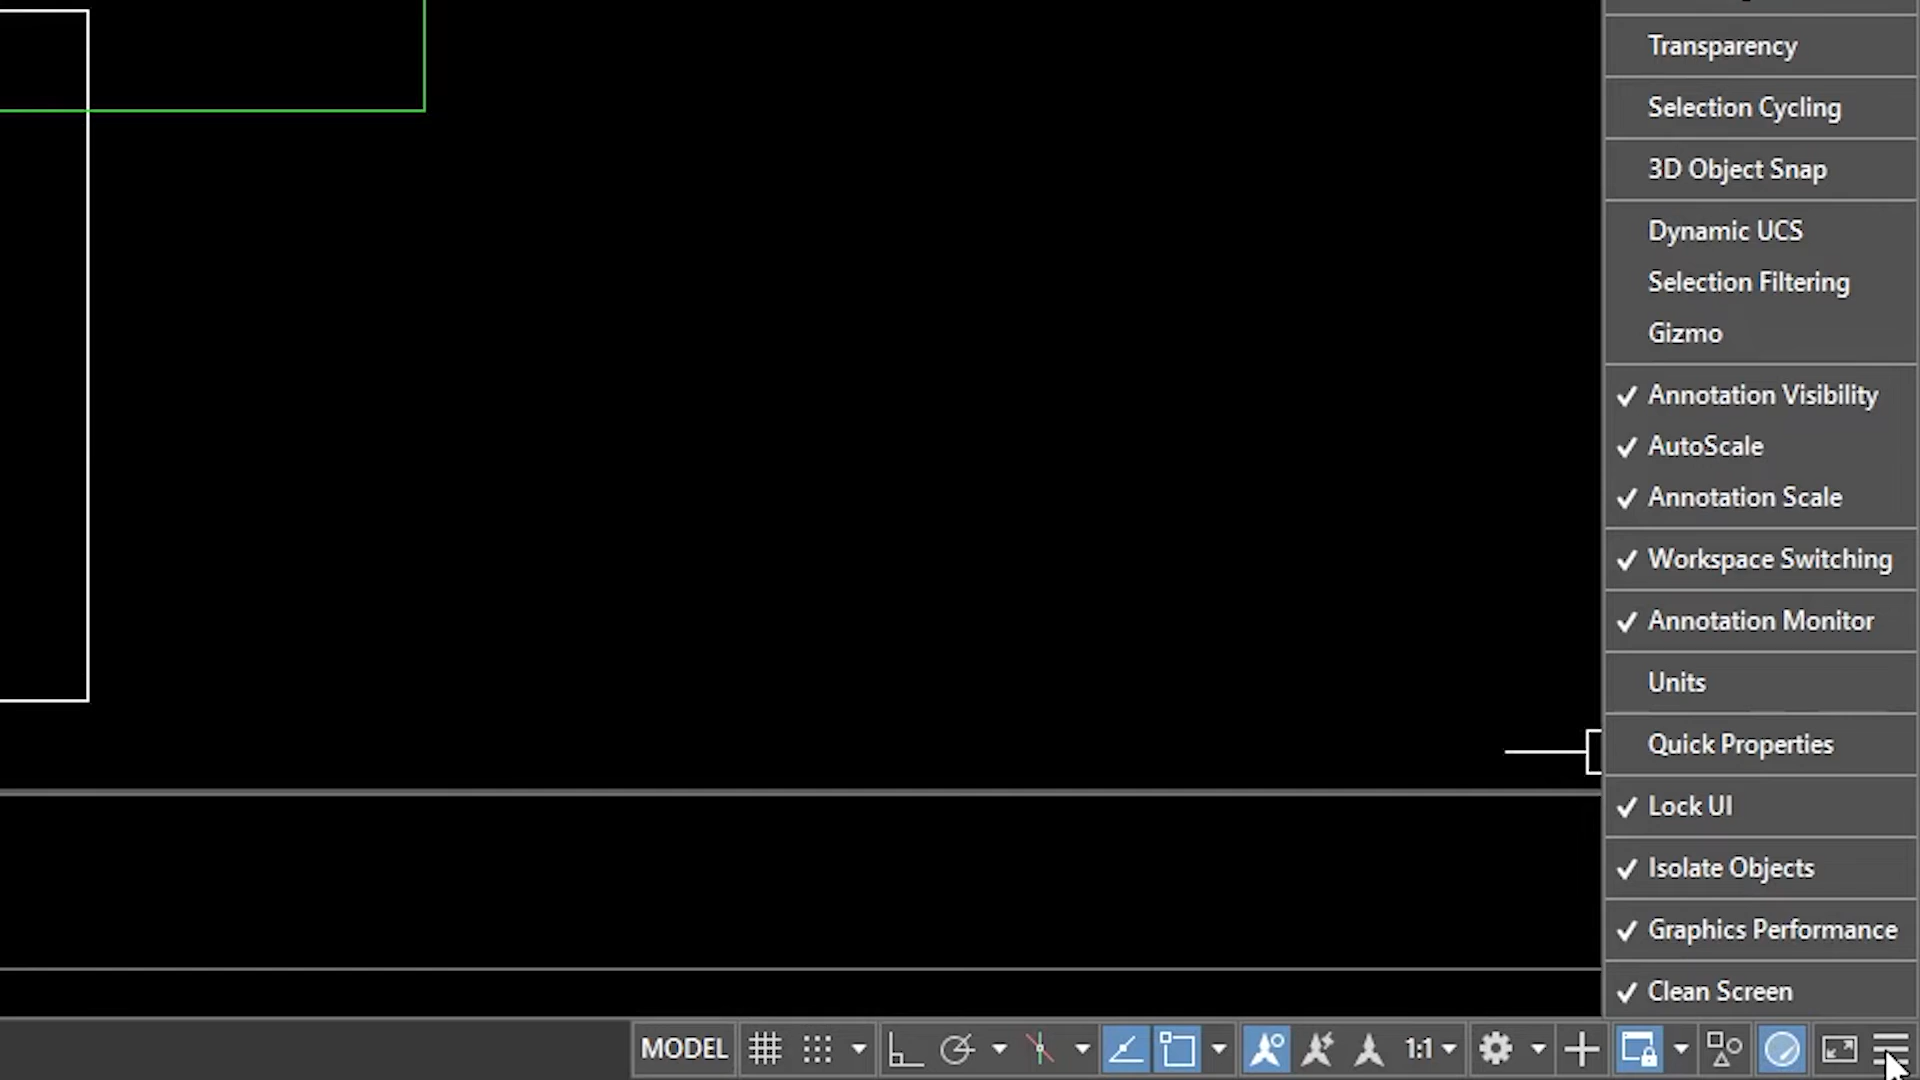 Transparency
Selection Cycling
3D Object Snap
Dynamic UCS
Selection Filtering
Gizmo
Annotation Visibility
AutoScale
Annotation Scale
Workspace Switching
Annotation Monitor
Units
Quick Properties
Lock UI
Isolate Objects
Graphics Performance
Clean Screen
MODEL
1:1